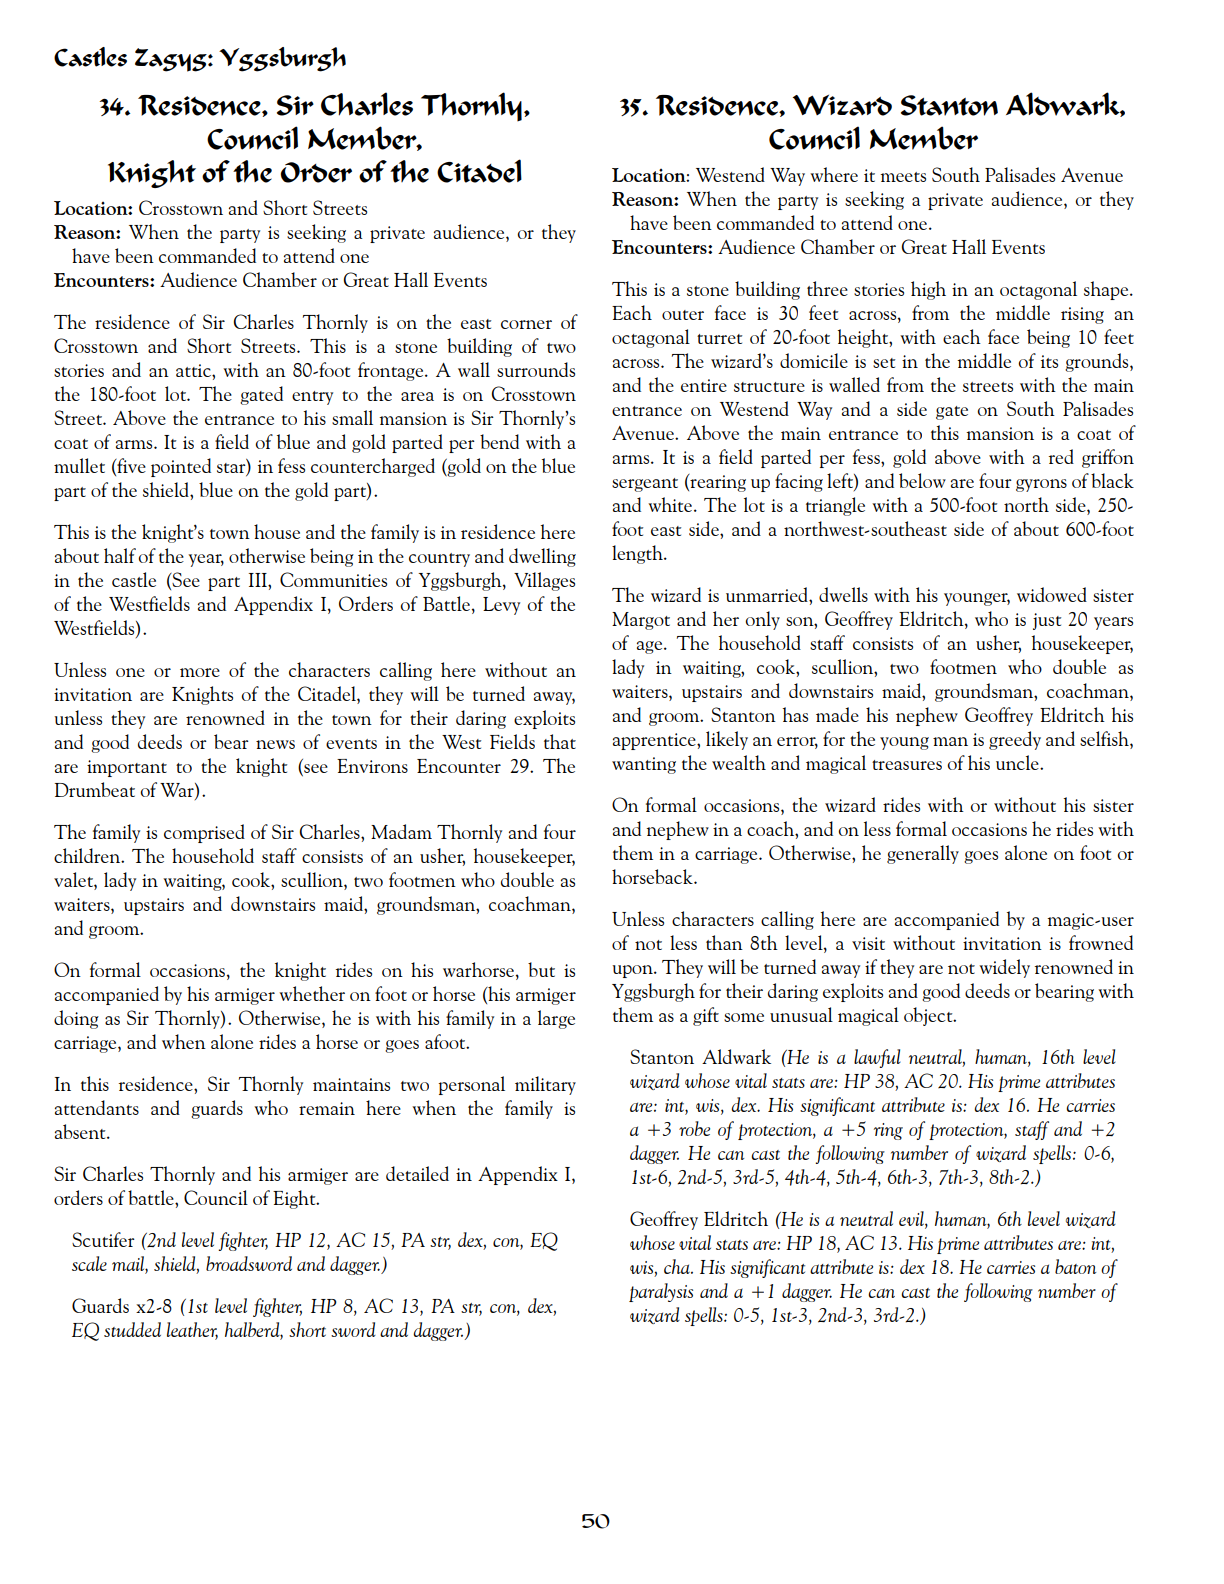 Castles Zagyg: Yggsburgh
34. Residence, Sir Charles Thornly,
Council Member,
Knight of the Order of the Citadel
Location: Crosstown and Short Streets
Reason: When the party is seeking a private audience, or they
have been commanded to attend one
Encounters: Audience Chamber or Great Hall Events
The residence of Sir Charles Thornly is on the east corner of
Crosstown and Short Streets. This is a stone building of two
stories and an attic, with an 80-foot frontage. A wall surrounds
the 180-foot lot. The gated entry to the area is on Crosstown
Street. Above the entrance to his small mansion is Sir Thornly's
coat of arms. It is a field of blue and gold parted per bend with a
mullet (five pointed star) in fess countercharged (gold on the blue
part of the shield, blue on the gold part).
This is the knight's town house and the family is in residence here
about half of the year, otherwise being in the country and dwelling
in the castle (See part III, Communities of Yggsburgh, Villages
of the Westfields and Appendix I, Orders of Battle, Levy of the
Westfields).
Unless one or more of the characters calling here without an
invitation are Knights of the Citadel, they will be turned away,
unless they are renowned in the town for their daring exploits
and good deeds or bear news of events in the West Fields that
are important to the knight (see Environs Encounter 29. The
Drumbeat of War).
The family is comprised of Sir Charles, Madam Thornly and four
children. The household staff consists of an usher, housekeeper,
valet, lady in waiting, cook, scullion, two footmen who double as
waiters, upstairs and downstairs maid, groundsman, coachman,
and groom.
On formal occasions, the knight rides on his warhorse, but is
accompanied by his armiger whether on foot or horse (his armiger
doing as Sir Thornly). Otherwise, he is with his family in a large
carriage, and when alone rides a horse or goes afoot.
In this residence, Sir Thornly maintains two personal military
attendants and guards who remain here when the family is
absent.
Sir Charles Thornly and his armiger are detailed in Appendix I,
orders of battle, Council of Eight.
Scutifer (2nd level fighter, HP 12, AC 15, PA str, dex, con, EQ
scale mail, shield, broadsword and dagger.)
Guards x2-8 (1st level fighter, HP 8, AC 13, PA str, con, dex,
EQ studded leather, halberd, short sword and dagger.)
35. Residence, Wizard Stanton Aldwark,
Council Member
Location: Westend Way where it meets South Palisades Avenue
Reason: When the party is seeking a private audience, or they
have been commanded to attend one.
Encounters: Audience Chamber or Great Hall Events
This is a stone building three stories high in an octagonal shape.
Each outer face is 30 feet across, from the middle rising an
octagonal turret of 20-foot height, with each face being 10 feet
across. The wizard's domicile is set in the middle of its grounds,
and the entire structure is walled from the streets with the main
entrance on Westend Way and a side gate on South Palisades
Avenue. Above the main entrance to this mansion is a coat of
arms. It is a field parted per fess, gold above with a red griffon
sergeant (rearing up facing left) and below are four gyrons of black
and white. The lot is a triangle with a 500-foot north side, 250-
foot east side, and a northwest-southeast side of about 600-foot
length.
The wizard is unmarried, dwells with his younger, widowed sister
Margot and her only son, Geoffrey Eldritch, who is just 20 years
of age. The household staff consists of an usher, housekeeper,
lady in waiting, cook, scullion, two footmen who double as
waiters, upstairs and downstairs maid, groundsman, coachman,
and groom. Stanton has made his nephew Geoffrey Eldritch his
apprentice, likely an error, for the young man is greedy and selfish,
wanting the wealth and magical treasures of his uncle.
On formal occasions, the wizard rides with or without his sister
and nephew in a coach, and on less formal occasions he rides with
them in a carriage. Otherwise, he generally goes alone on foot or
horseback.
Unless characters calling here are accompanied by a magic-user
of not less than 8th level, a visit without invitation is frowned
upon. They will be turned away if they are not widely renowned in
Yggsburgh for their daring exploits and good deeds or bearing with
them as a gift some unusual magical object.
Stanton Aldwark (He is a lawful neutral, human, 16th level
wizard whose vital stats are: HP 38, AC 20. His prime attributes
are: int, wis, dex. His significant attribute is: dex 16. He carries
a +3 robe of protection, a +5 ring of protection, staff and +2
dagger. He can cast the following number of wizard spells: 0-6,
1st-6, 2nd-5, 3rd-5, 4th-4, 5th-4, 6th-3, 7th-3, 8th-2.)
Geoffrey Eldritch (He is a neutral evil, human, 6th level wizard
whose vital stats are: HP 18, AC 13. His prime attributes are: int,
wis, cha. His significant attribute is: dex 18. He carries a baton of
paralysis and a +1 dagger. He can cast the following number of
wizard spells: 0-5, 1st-3, 2nd-3, 3rd-2.)
50